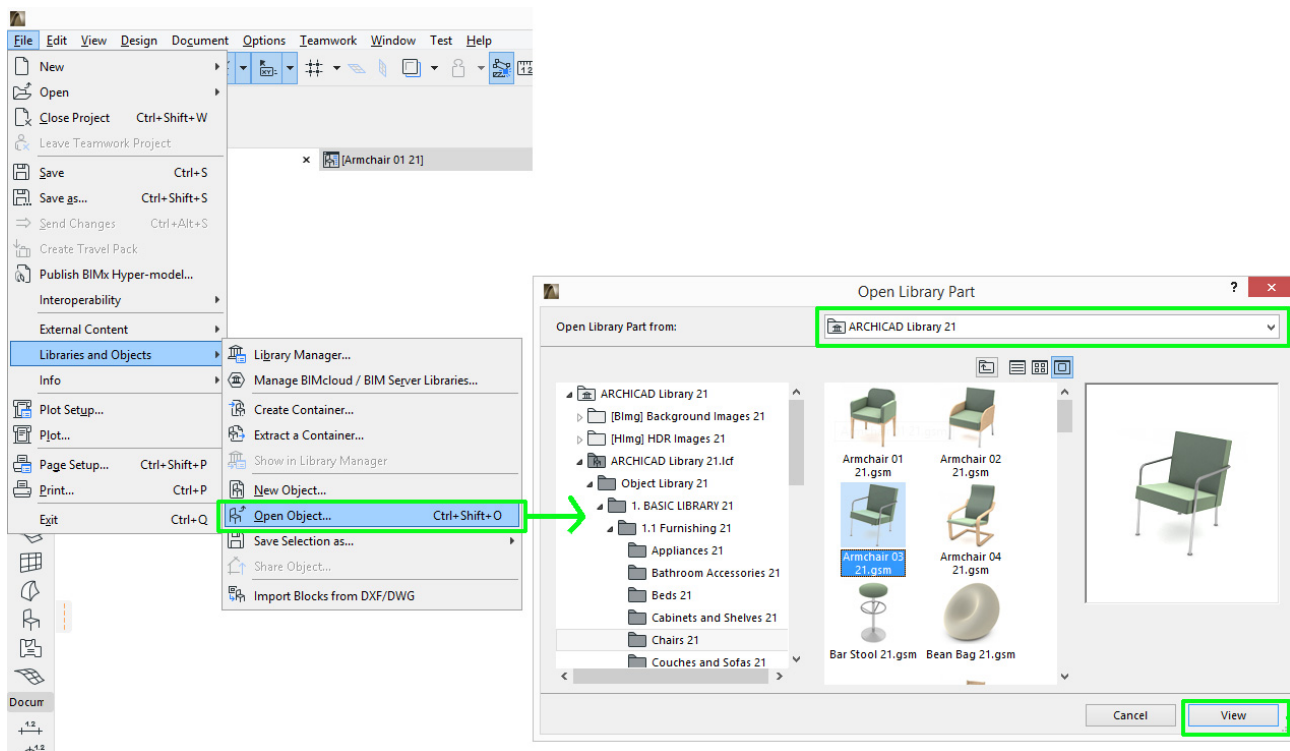 File Edit View Design Document Options Teamwork Window Test Help
New
Open
Close Project Ctrl+Shift+W
Leave Teamwork Project
Save Ctrl+S
Save as... Ctrl+Shift+S
Send Changes Ctrl+Alt+S
Create Travel Pack
Publish BIMx Hyper-model...
Interoperability
External Content
Libraries and Objects
Info
Plot Setup...
Plot...
Page Setup... Ctrl+Shift+P
Print... Ctrl+P
Exit Ctrl+Q
[Armchair 01 21]
Library Manager...
Manage BIMcloud / BIM Server Libraries...
Create Container...
Extract a Container...
Show in Library Manager
New Object...
Open Object... Ctrl+Shift+O
Save Selection as...
Share Object...
Import Blocks from DXF/DWG
Docum
1.2
Open Library Part
Open Library Part from:
ARCHICAD Library 21
ARCHICAD Library 21
[BImg] Background Images 21
[HImg] HDR Images 21
ARCHICAD Library 21.lcf
Object Library 21
1. BASIC LIBRARY 21
1.1 Furnishing 21
Appliances 21
Bathroom Accessories 21
Beds 21
Cabinets and Shelves 21
Chairs 21
Couches and Sofas 21
Armchair 01
21.gsm
Armchair 02
21.gsm
Armchair 03
21.gsm
Armchair 04
21.gsm
Bar Stool 21.gsm
Bean Bag 21.gsm
Cancel
View